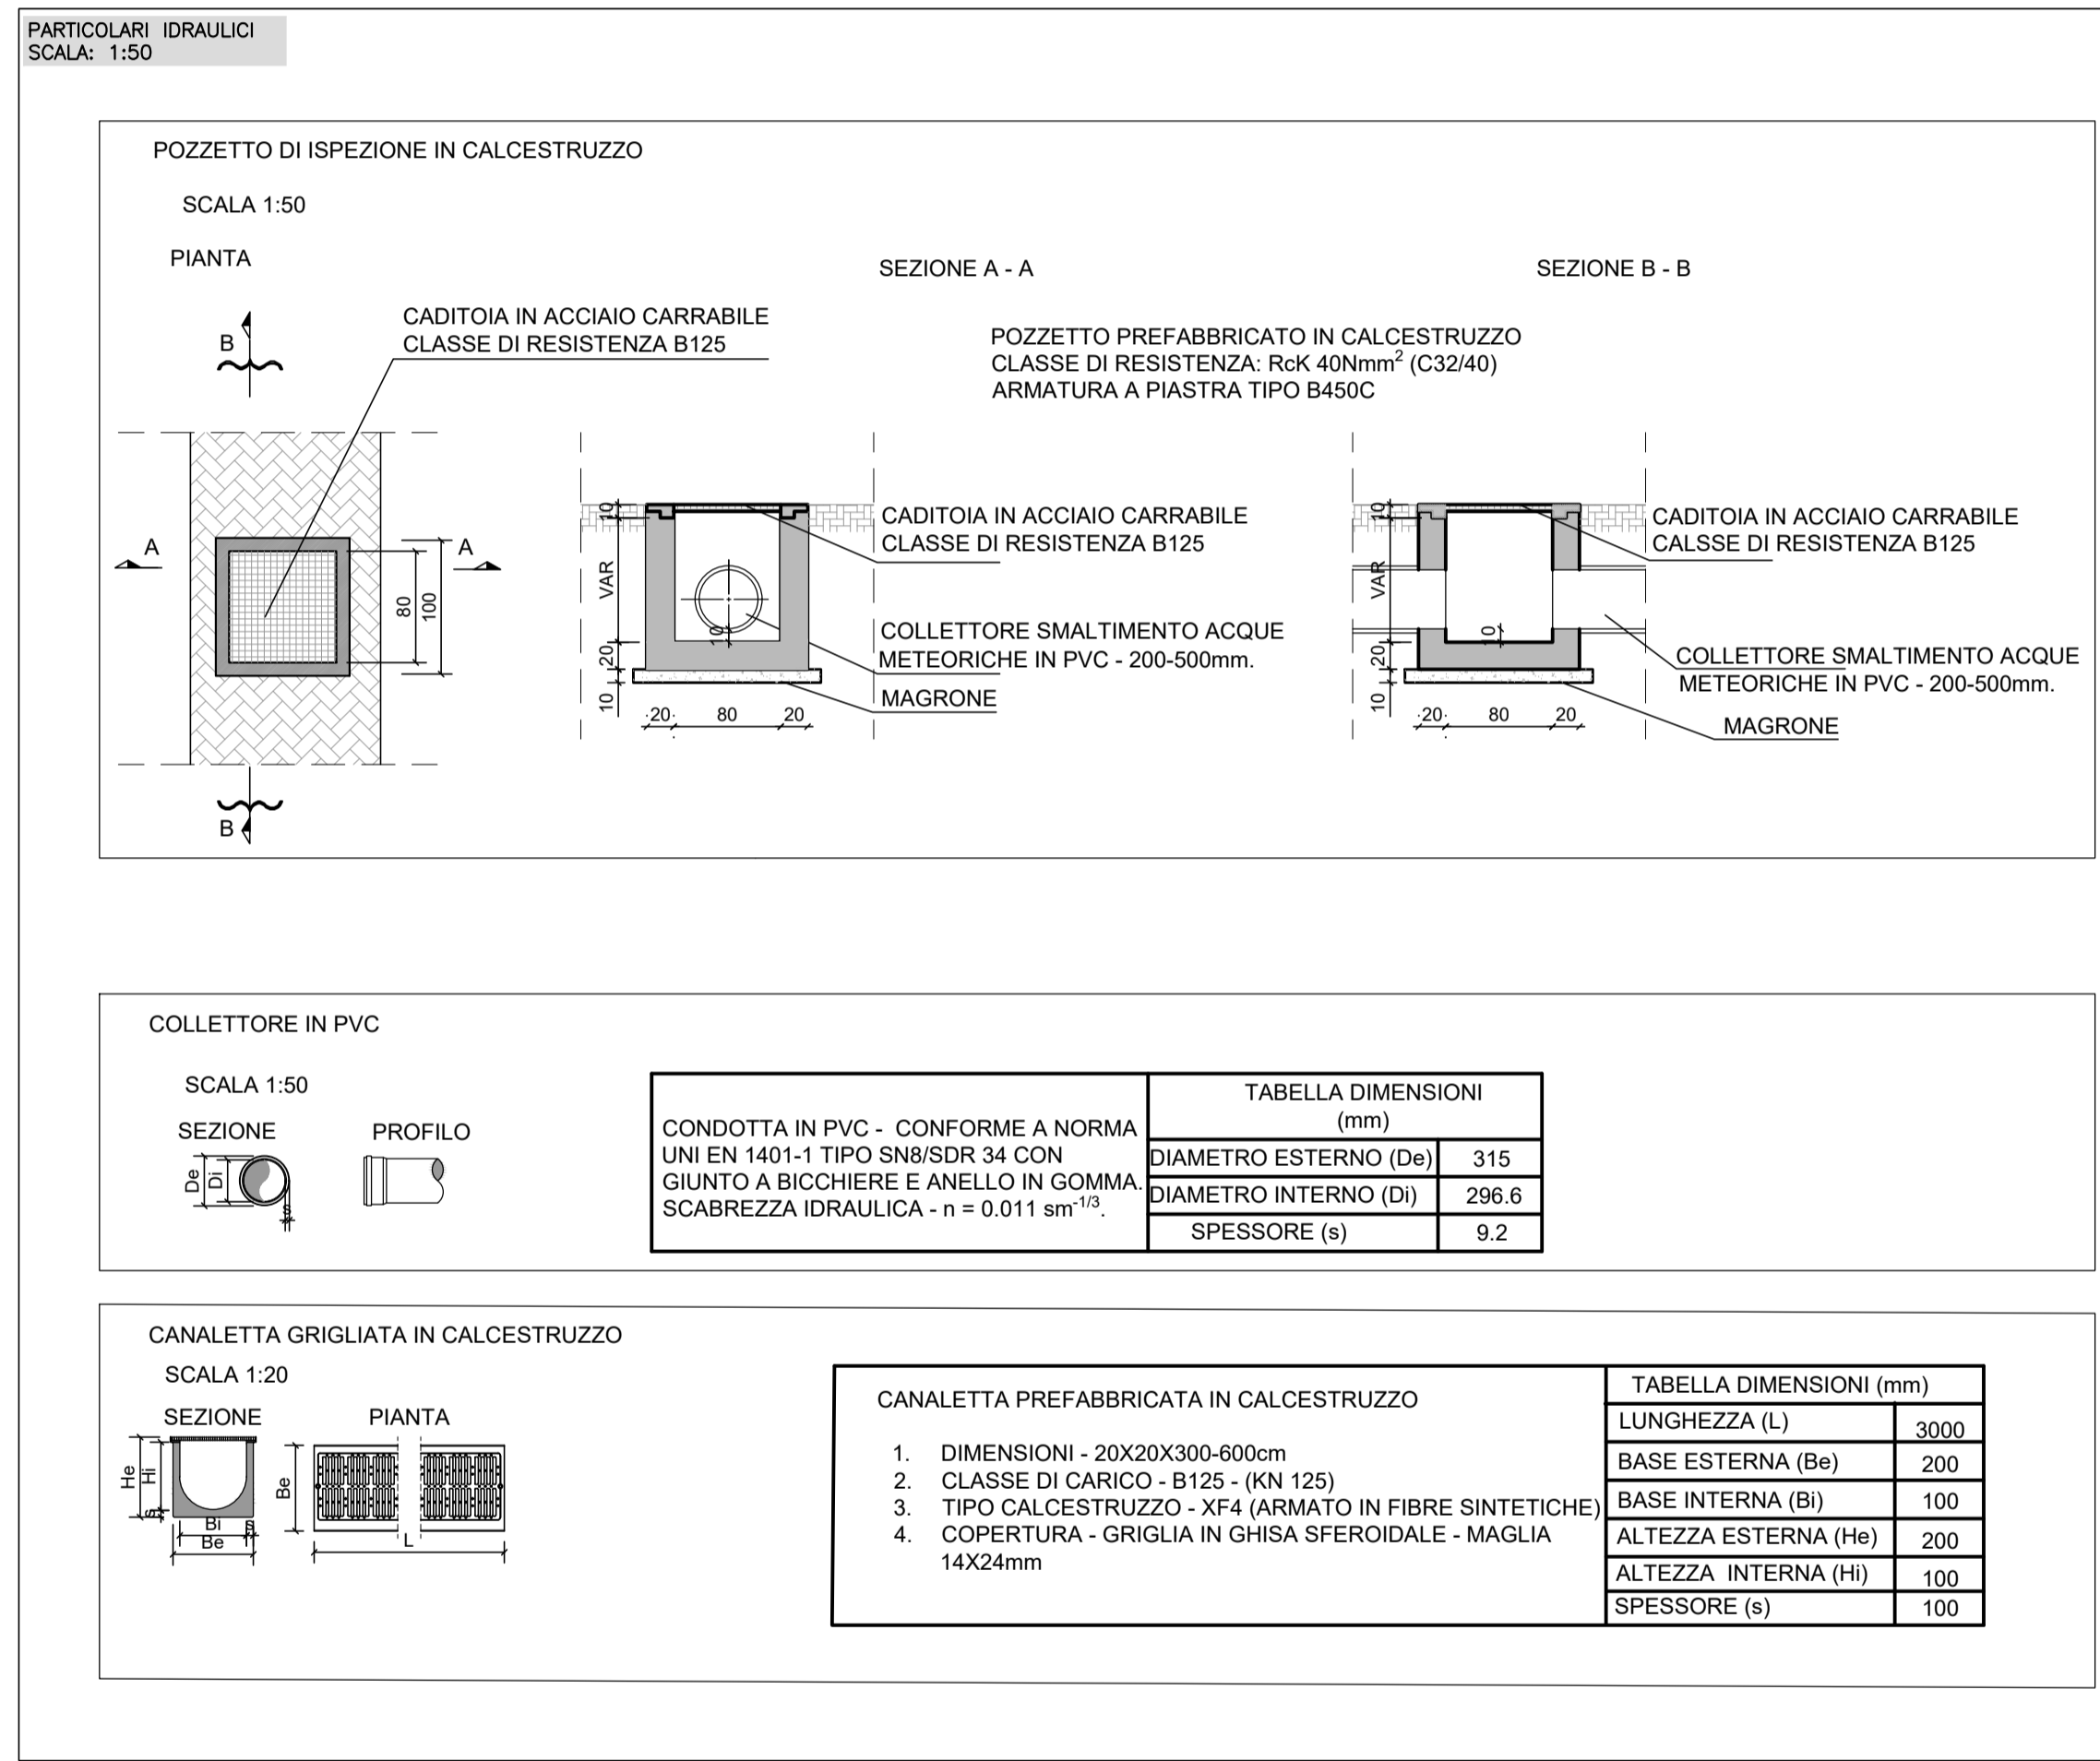 PARTICOLARI IDRAULICI
SCALA: 1:50
POZZETTO DI ISPEZIONE IN CALCESTRUZZO
SCALA 1:50
PIANTA
SEZIONE A - A
SEZIONE B - B
CADITOIA IN ACCIAIO CARRABILE
CLASSE DI RESISTENZA B125
POZZETTO PREFABBRICATO IN CALCESTRUZZO
CLASSE DI RESISTENZA: RcK 40Nmm² (C32/40)
ARMATURA A PIASTRA TIPO B450C
B
A
A
80
100
B
10
VAR
20
10
10
20
80
20
CADITOIA IN ACCIAIO CARRABILE
CLASSE DI RESISTENZA B125
COLLETTORE SMALTIMENTO ACQUE
METEORICHE IN PVC - 200-500mm.
MAGRONE
10
VAR
20
10
10
20
80
20
CADITOIA IN ACCIAIO CARRABILE
CALSSE DI RESISTENZA B125
COLLETTORE SMALTIMENTO ACQUE
METEORICHE IN PVC - 200-500mm.
MAGRONE
COLLETTORE IN PVC
SCALA 1:50
SEZIONE
PROFILO
De
Di
s
CONDOTTA IN PVC - CONFORME A NORMA
UNI EN 1401-1 TIPO SN8/SDR 34 CON
GIUNTO A BICCHIERE E ANELLO IN GOMMA.
SCABREZZA IDRAULICA - n = 0.011 sm⁻¹/³.
TABELLA DIMENSIONI
(mm)
DIAMETRO ESTERNO (De) 315
DIAMETRO INTERNO (Di) 296.6
SPESSORE (s) 9.2
CANALETTA GRIGLIATA IN CALCESTRUZZO
SCALA 1:20
SEZIONE
PIANTA
He
Hi
s
Bi
s
Be
Be
L
CANALETTA PREFABBRICATA IN CALCESTRUZZO
1. DIMENSIONI - 20X20X300-600cm
2. CLASSE DI CARICO - B125 - (KN 125)
3. TIPO CALCESTRUZZO - XF4 (ARMATO IN FIBRE SINTETICHE)
4. COPERTURA - GRIGLIA IN GHISA SFEROIDALE - MAGLIA
14X24mm
TABELLA DIMENSIONI (mm)
LUNGHEZZA (L) 3000
BASE ESTERNA (Be) 200
BASE INTERNA (Bi) 100
ALTEZZA ESTERNA (He) 200
ALTEZZA INTERNA (Hi) 100
SPESSORE (s) 100